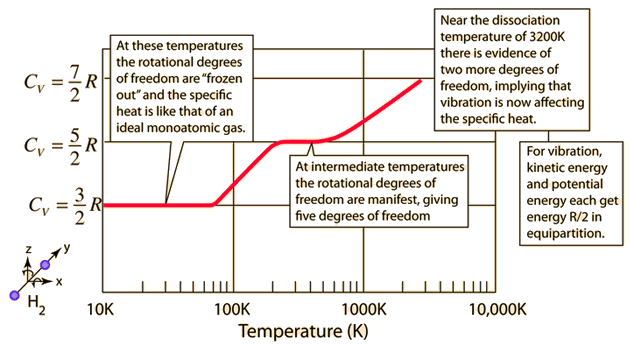 At these temperatures
the rotational degrees
of freedom are "frozen
out" and the specific
heat is like that of an
ideal monoatomic gas.
Near the dissociation
temperature of 3200K
there is evidence of
two more degrees of
freedom, implying that
vibration is now affecting
the specific heat.
C_V = 7/2 R
C_V = 5/2 R
C_V = 3/2 R
At intermediate temperatures
the rotational degrees of
freedom are manifest, giving
five degrees of freedom
For vibration,
kinetic energy
and potential
energy each get
energy R/2 in
equipartition.
z
y
x
H₂
10K
100K
1000K
10,000K
Temperature (K)